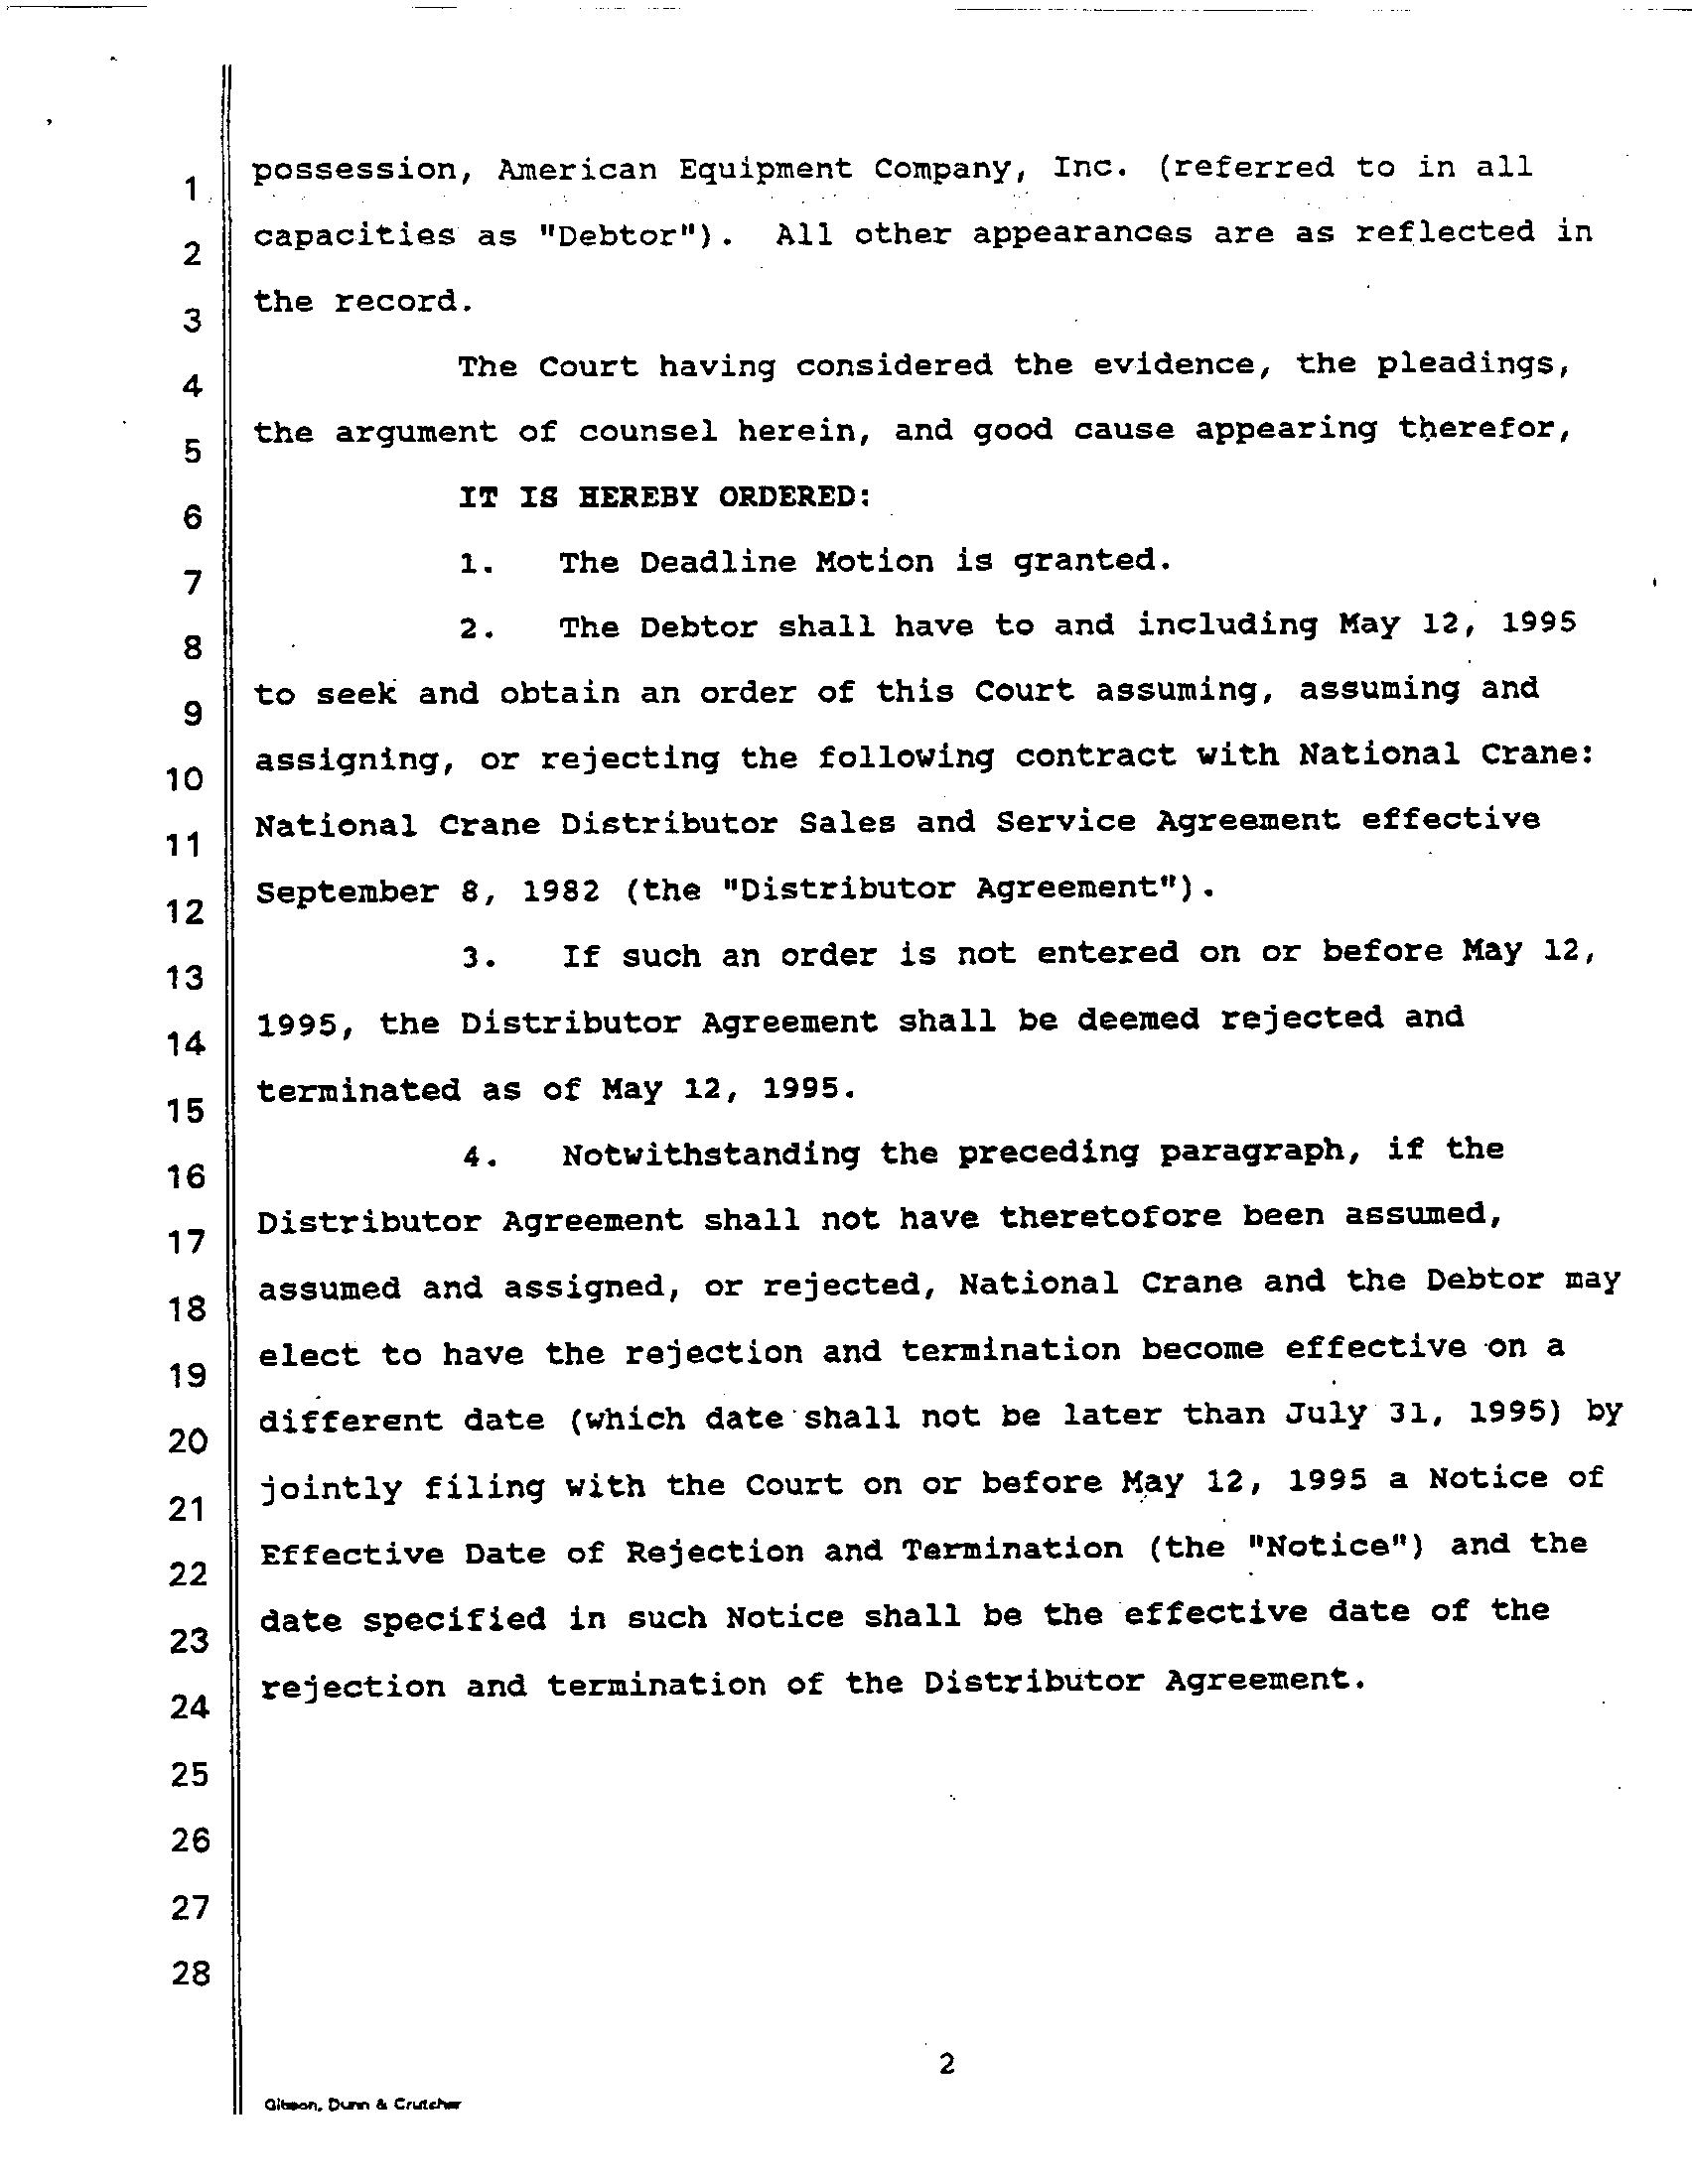 1 possession, American Equipment Company, Inc. (referred to in all
2 capacities as "Debtor"). All other appearances are as reflected in
3 the record.
4 The Court having considered the evidence, the pleadings,
5 the argument of counsel herein, and good cause appearing therefor,
6 IT IS HEREBY ORDERED:
7 1. The Deadline Motion is granted.
8 2. The Debtor shall have to and including May 12, 1995
9 to seek and obtain an order of this Court assuming, assuming and
10 assigning, or rejecting the following contract with National Crane:
11 National Crane Distributor Sales and Service Agreement effective
12 September 8, 1982 (the "Distributor Agreement").
13 3. If such an order is not entered on or before May 12,
14 1995, the Distributor Agreement shall be deemed rejected and
15 terminated as of May 12, 1995.
16 4. Notwithstanding the preceding paragraph, if the
17 Distributor Agreement shall not have theretofore been assumed,
18 assumed and assigned, or rejected, National Crane and the Debtor may
19 elect to have the rejection and termination become effective on a
20 different date (which date shall not be later than July 31, 1995) by
21 jointly filing with the Court on or before May 12, 1995 a Notice of
22 Effective Date of Rejection and Termination (the "Notice") and the
23 date specified in such Notice shall be the effective date of the
24 rejection and termination of the Distributor Agreement.
25
26
27
28
2
Gibson, Dunn & Crutcher